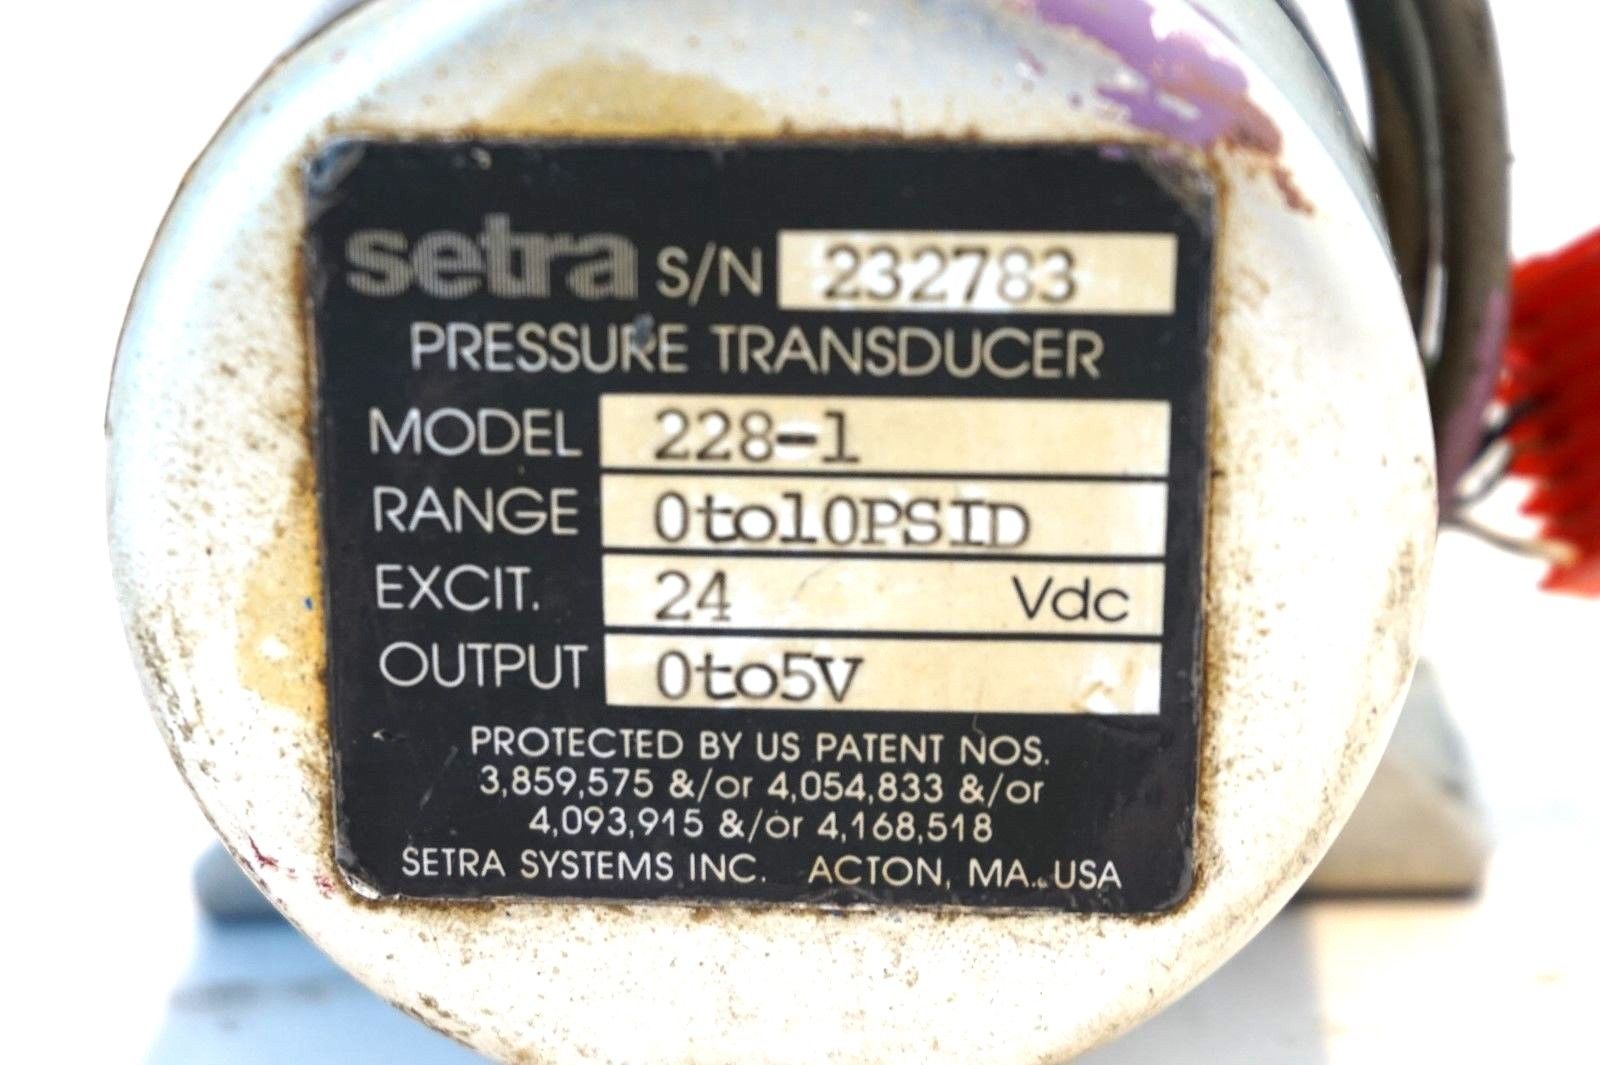 setra S/N 232783
PRESSURE TRANSDUCER
MODEL 228-1
RANGE 0to10PSID
EXCIT. 24 Vdc
OUTPUT 0to5V
PROTECTED BY US PATENT NOS.
3,859,575 &/or 4,054,833 &/or
4,093,915 &/or 4,168,518
SETRA SYSTEMS INC. ACTON, MA., USA